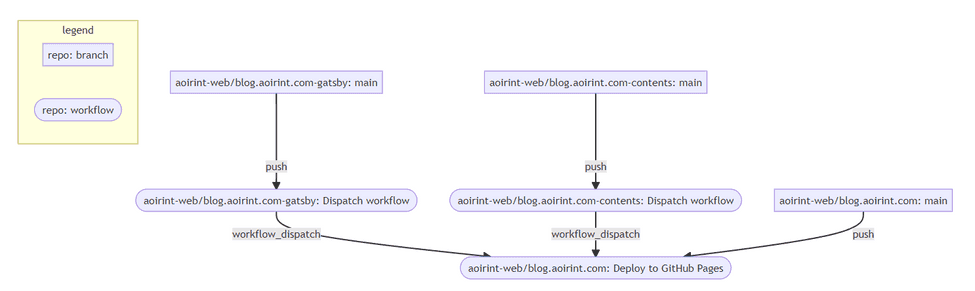 legend
repo: branch
repo: workflow
aoirint-web/blog.aoirint.com-gatsby: main
aoirint-web/blog.aoirint.com-contents: main
push
push
aoirint-web/blog.aoirint.com-gatsby: Dispatch workflow
aoirint-web/blog.aoirint.com-contents: Dispatch workflow
aoirint-web/blog.aoirint.com: main
workflow_dispatch
workflow_dispatch
push
aoirint-web/blog.aoirint.com: Deploy to GitHub Pages